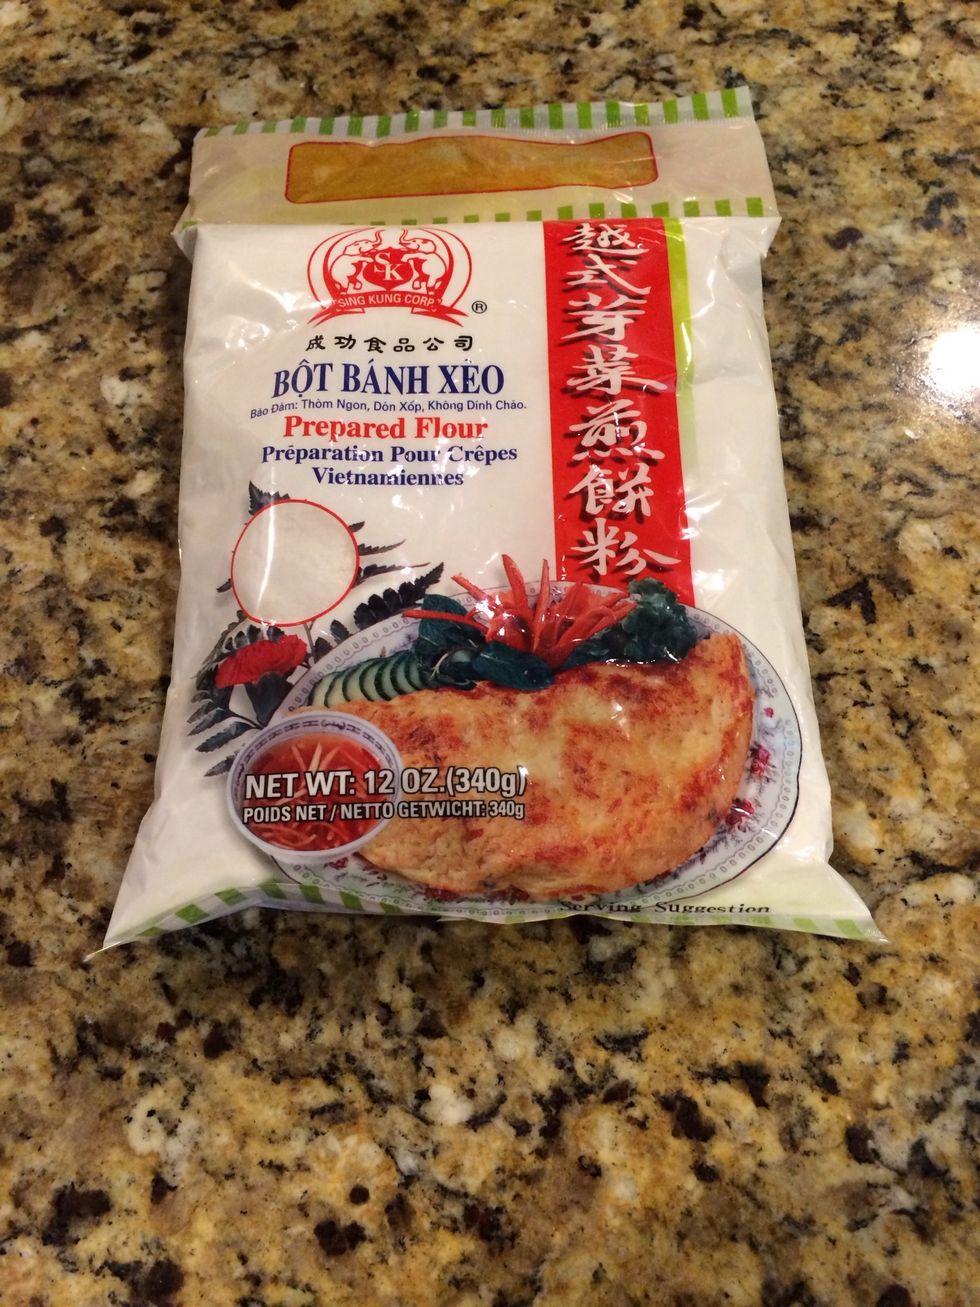 SK
SING KUNG CORP.
®
成功食品公司
BỘT BÁNH XÈO
Bảo Đảm: Thơm Ngon, Dòn Xốp, Không Dính Chảo.
Prepared Flour
Préparation Pour Crêpes
Vietnamiennes
越式芽菜煎餅粉
NET WT: 12 OZ.(340g)
POIDS NET / NETTO GETWICHT: 340g
Serving Suggestion